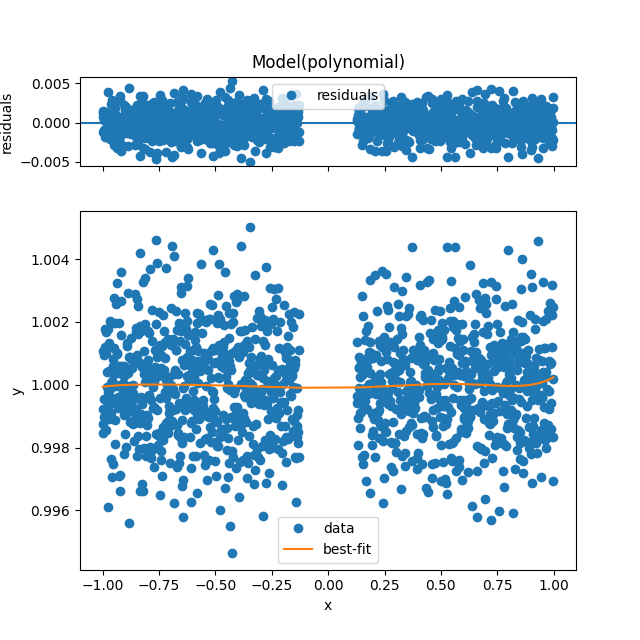 Model(polynomial)
0.005
0.000
−0.005
residuals
residuals
1.004
1.002
1.000
0.998
0.996
y
data
best-fit
−1.00 −0.75 −0.50 −0.25 0.00 0.25 0.50 0.75 1.00
x